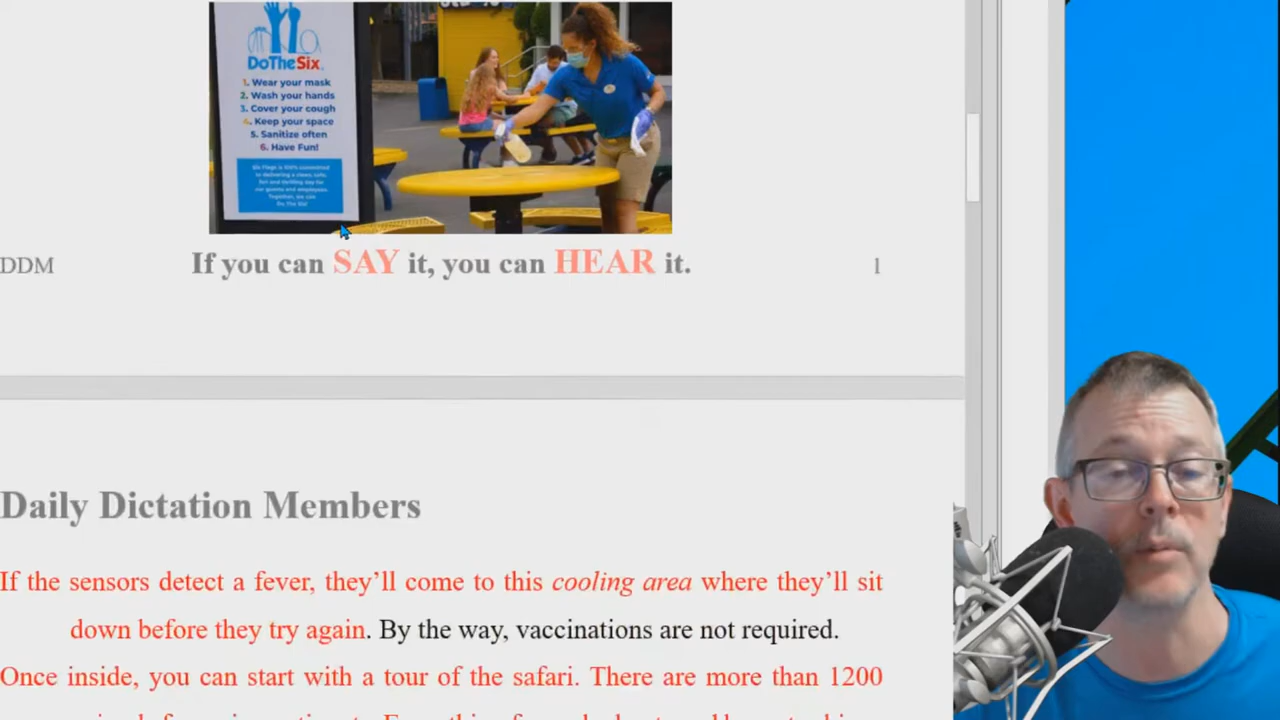 DoTheSix
1. Wear your mask
2. Wash your hands
3. Cover your cough
4. Keep your space
5. Sanitize often
6. Have Fun!
DDM If you can SAY it, you can HEAR it. 1
Daily Dictation Members
If the sensors detect a fever, they’ll come to this cooling area where they’ll sit
down before they try again. By the way, vaccinations are not required.
Once inside, you can start with a tour of the safari. There are more than 1200